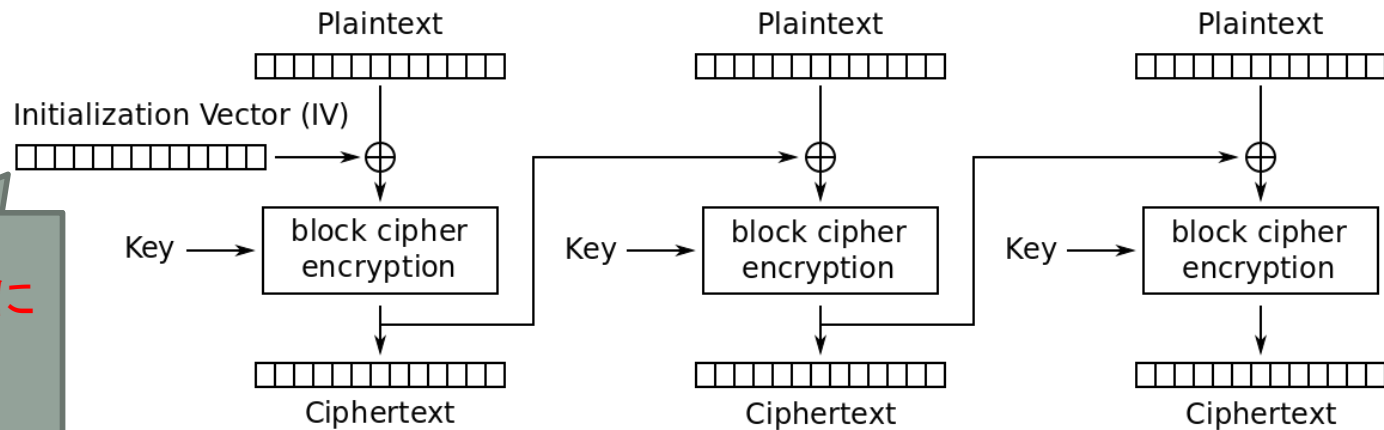 Plaintext
Plaintext
Plaintext
Initialization Vector (IV)
Key
block cipher
encryption
Key
block cipher
encryption
Key
block cipher
encryption
に
Ciphertext
Ciphertext
Ciphertext